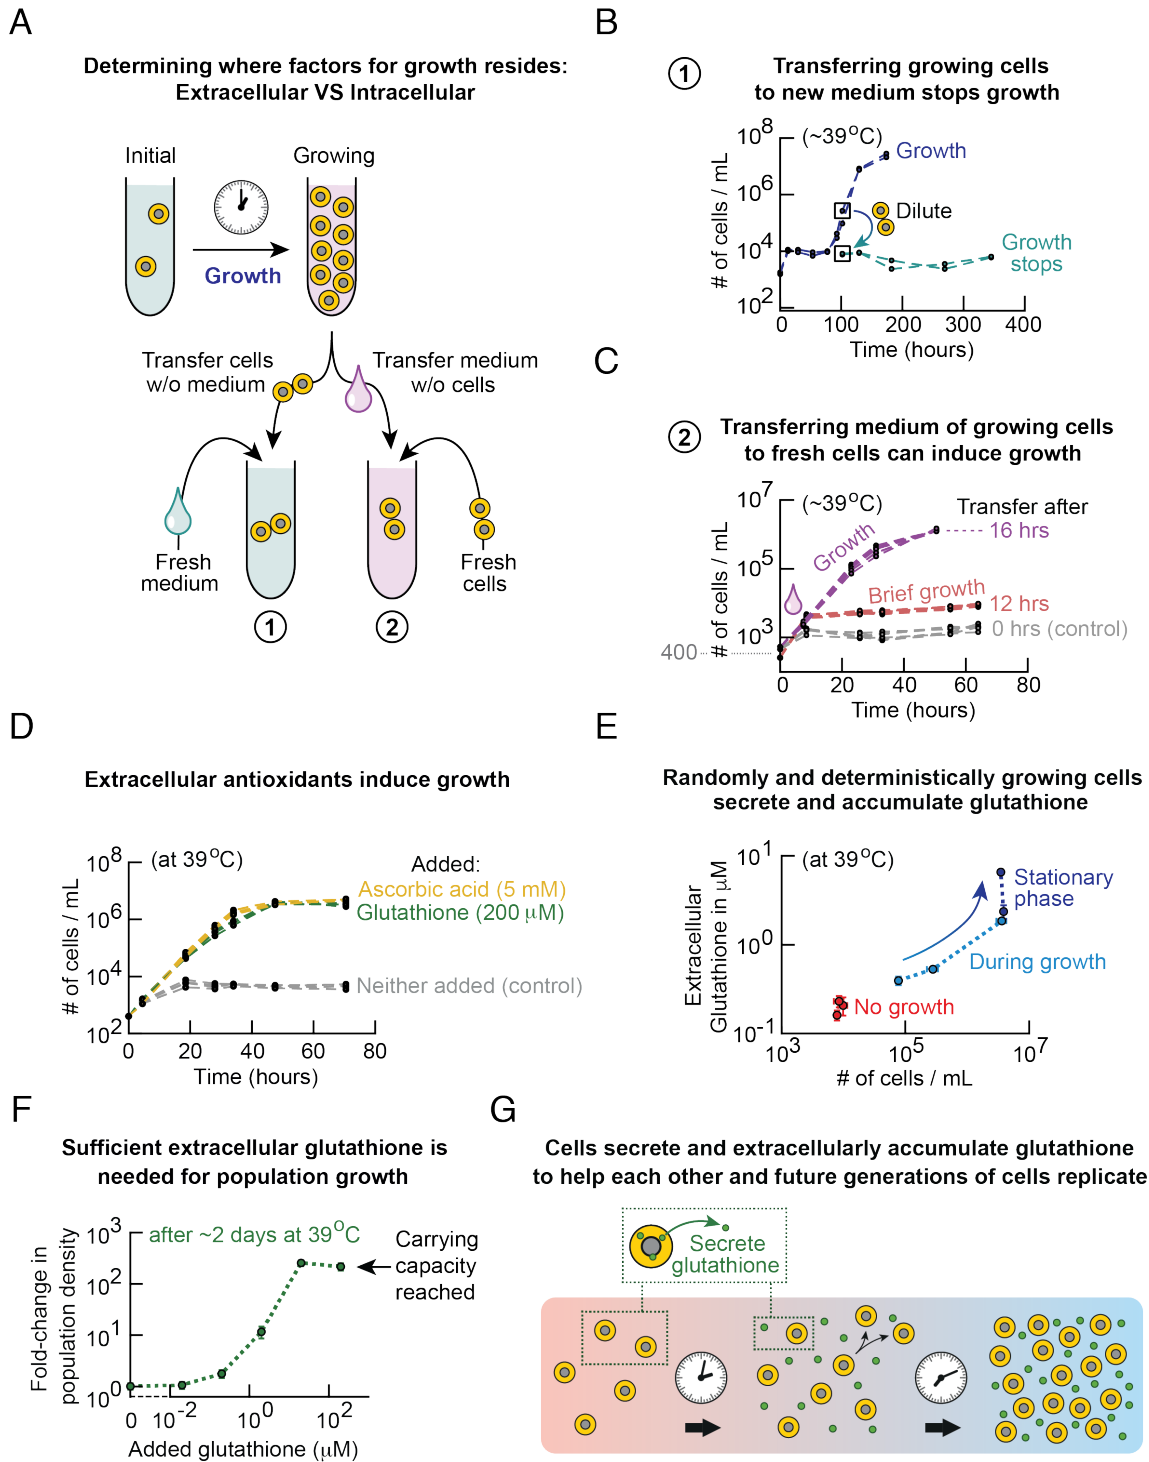 A
Determining where factors for growth resides:
Extracellular VS Intracellular
Initial
Growing
Growth
Transfer cells
w/o medium
Transfer medium
w/o cells
Fresh
medium
Fresh
cells
1
2
B
1
Transferring growing cells
to new medium stops growth
10^8
10^6
10^4
10^2
# of cells / mL
(~39°C)
Growth
Dilute
Growth
stops
0
100
200
300
400
Time (hours)
C
2
Transferring medium of growing cells
to fresh cells can induce growth
10^7
10^5
10^3
400
# of cells / mL
(~39°C)
Transfer after
Growth
16 hrs
Brief growth
12 hrs
0 hrs (control)
0
20
40
60
80
Time (hours)
D
Extracellular antioxidants induce growth
10^8
10^6
10^4
10^2
# of cells / mL
(at 39°C)
Added:
Ascorbic acid (5 mM)
Glutathione (200 μM)
Neither added (control)
0
20
40
60
80
Time (hours)
E
Randomly and deterministically growing cells
secrete and accumulate glutathione
10^1
10^0
10^-1
Extracellular
Glutathione in μM
(at 39°C)
Stationary
phase
During growth
No growth
10^3
10^5
10^7
# of cells / mL
F
Sufficient extracellular glutathione is
needed for population growth
10^3
10^2
10^1
10^0
Fold-change in
population density
after ~2 days at 39°C
Carrying
capacity
reached
0
10^-2
10^0
10^2
Added glutathione (μM)
G
Cells secrete and extracellularly accumulate glutathione
to help each other and future generations of cells replicate
Secrete
glutathione